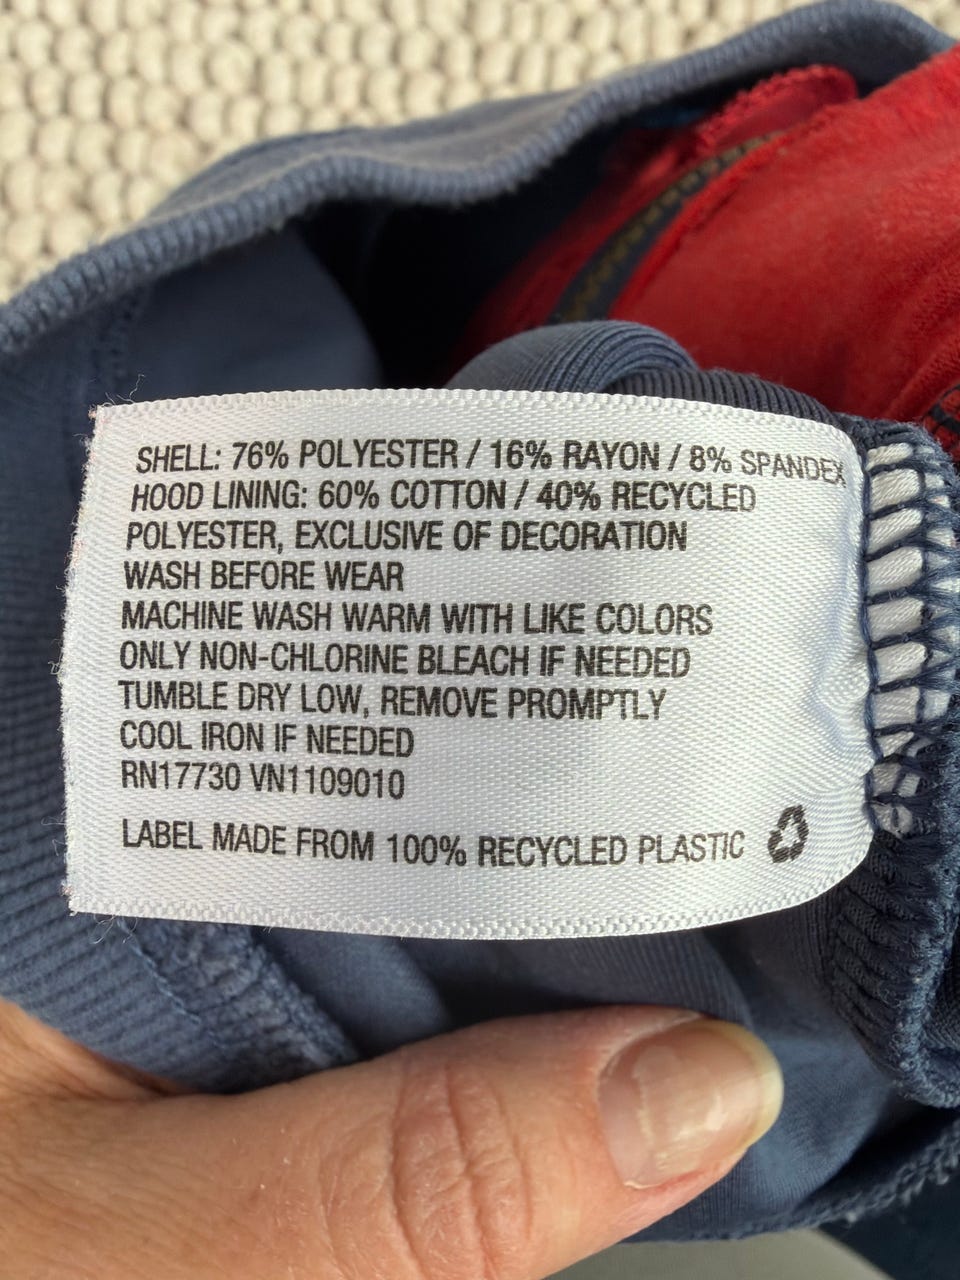 SHELL: 76% POLYESTER / 16% RAYON / 8% SPANDEX
HOOD LINING: 60% COTTON / 40% RECYCLED
POLYESTER, EXCLUSIVE OF DECORATION
WASH BEFORE WEAR
MACHINE WASH WARM WITH LIKE COLORS
ONLY NON-CHLORINE BLEACH IF NEEDED
TUMBLE DRY LOW, REMOVE PROMPTLY
COOL IRON IF NEEDED
RN17730 VN1109010
LABEL MADE FROM 100% RECYCLED PLASTIC